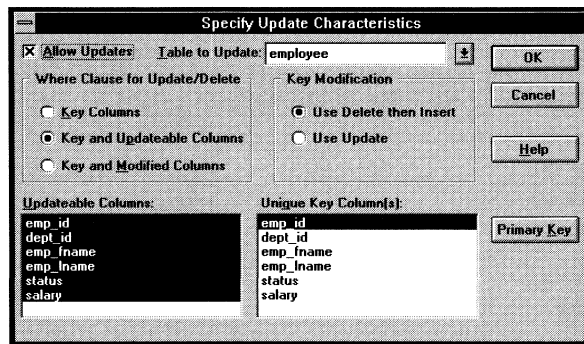 Specify Update Characteristics
Allow Updates
Table to Update: employee
OK
Where Clause for Update/Delete
Key Modification
Cancel
Key Columns
Use Delete then Insert
Key and Updateable Columns
Use Update
Help
Key and Modified Columns
Updateable Columns:
Unique Key Column(s):
emp_id
dept_id
emp_fname
emp_lname
status
salary
emp_id
dept_id
emp_fname
emp_lname
status
salary
Primary Key